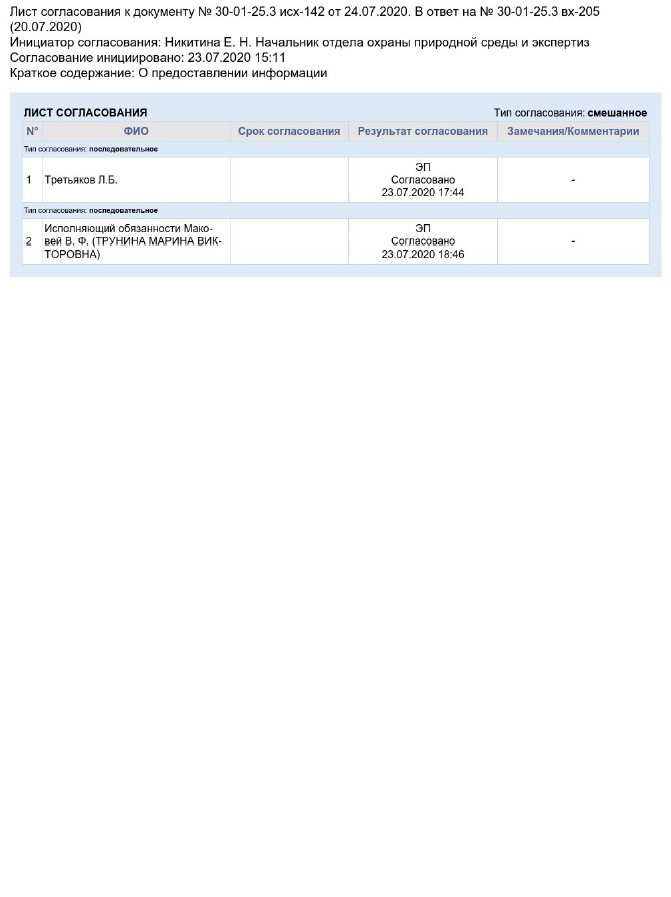 Лист согласования к документу № 30-01-25.3 исх-142 от 24.07.2020. В ответ на № 30-01-25.3 вх-205
(20.07.2020)
Инициатор согласования: Никитина Е. Н. Начальник отдела охраны природной среды и экспертиз
Согласование инициировано: 23.07.2020 15:11
Краткое содержание: О предоставлении информации
ЛИСТ СОГЛАСОВАНИЯ Тип согласования: смешанное
N° ФИО Срок согласования Результат согласования Замечания/Комментарии
Тип согласования: последовательное
ЭП
1 Третьяков Л.Б. Согласовано -
23.07.2020 17:44
Тип согласования: последовательное
Исполняющий обязанности Мако- ЭП
2 вей В. Ф. (ТРУНИНА МАРИНА ВИК- Согласовано -
ТОРОВНА) 23.07.2020 18:46